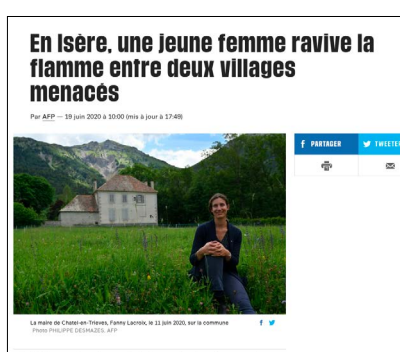 En Isère, une jeune femme ravive la
flamme entre deux villages
menacés
Par AFP — 19 juin 2020 à 10:00 (mis à jour à 17:49)
PARTAGER
TWEETER
La maire de Chatel-en-Trieves, Fanny Lacroix, le 11 juin 2020, sur la commune
Photo PHILIPPE DESMAZES. AFP